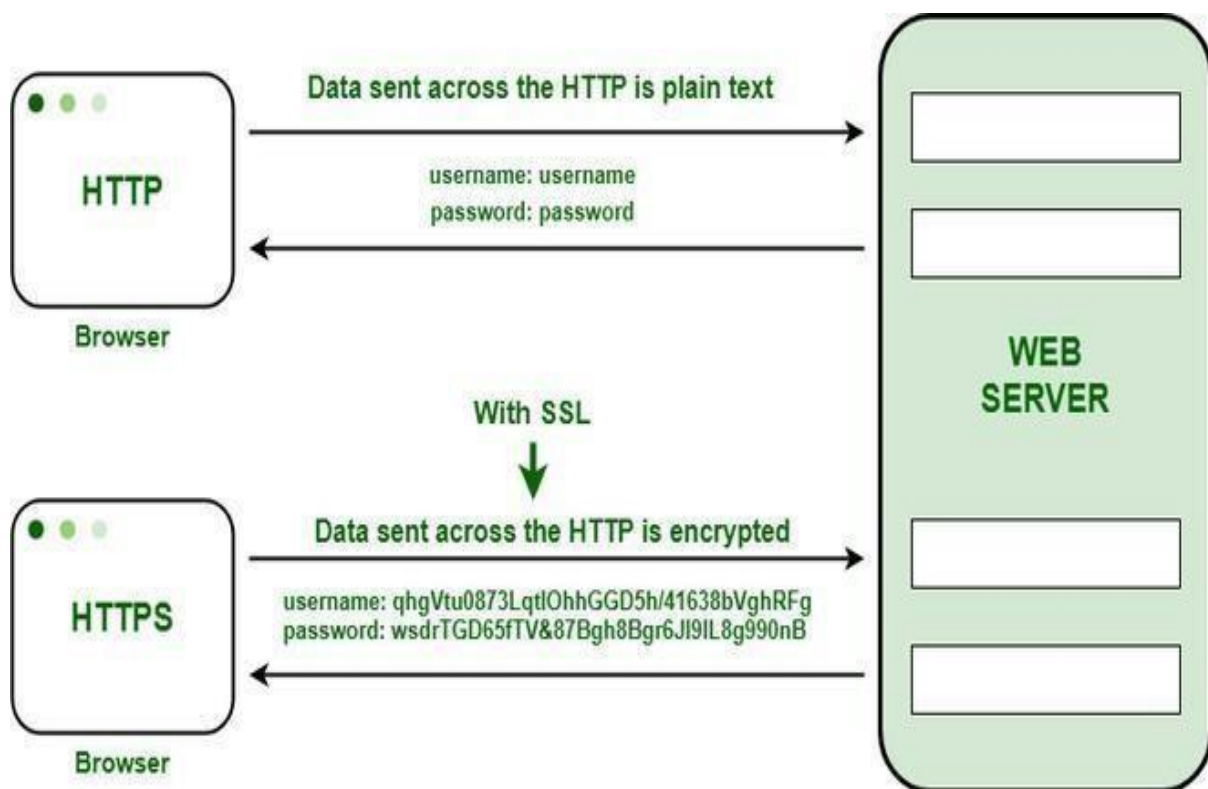 Data sent across the HTTP is plain text
HTTP
username: username
password: password
Browser
WEB
SERVER
With SSL
Data sent across the HTTP is encrypted
HTTPS
username: qhgVtu0873LqtlOhhGGD5h/41638bVghRFg
password: wsdrTGD65fTV&87Bgh8Bgr6Jl9lL8g990nB
Browser